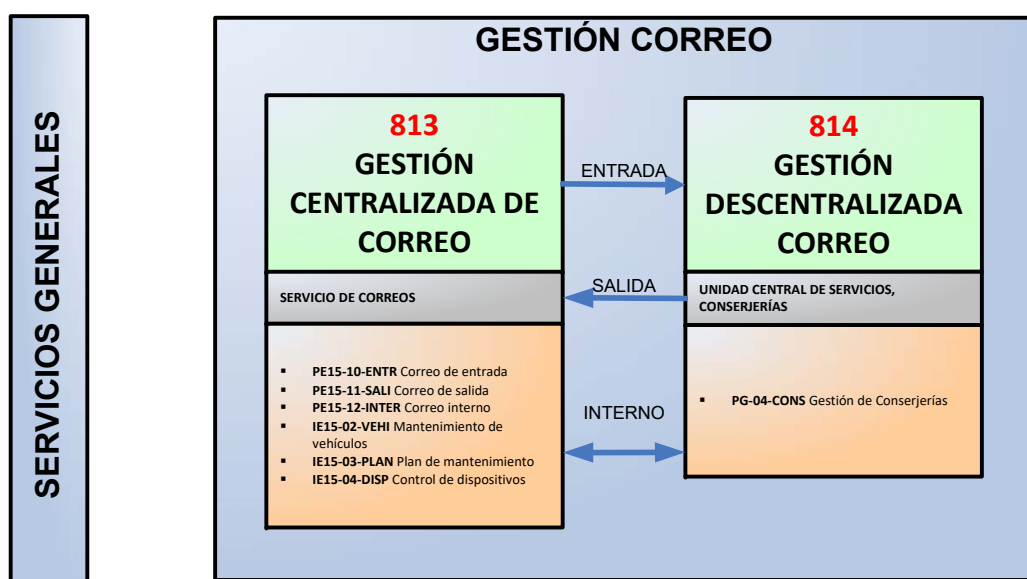 SERVICIOS GENERALES
GESTIÓN CORREO
813
GESTIÓN
CENTRALIZADA DE
CORREO
SERVICIO DE CORREOS
▪ PE15-10-ENTR Correo de entrada
▪ PE15-11-SALI Correo de salida
▪ PE15-12-INTER Correo interno
▪ IE15-02-VEHI Mantenimiento de
vehículos
▪ IE15-03-PLAN Plan de mantenimiento
▪ IE15-04-DISP Control de dispositivos
ENTRADA
SALIDA
INTERNO
814
GESTIÓN
DESCENTRALIZADA
CORREO
UNIDAD CENTRAL DE SERVICIOS,
CONSERJERÍAS
▪ PG-04-CONS Gestión de Conserjerías